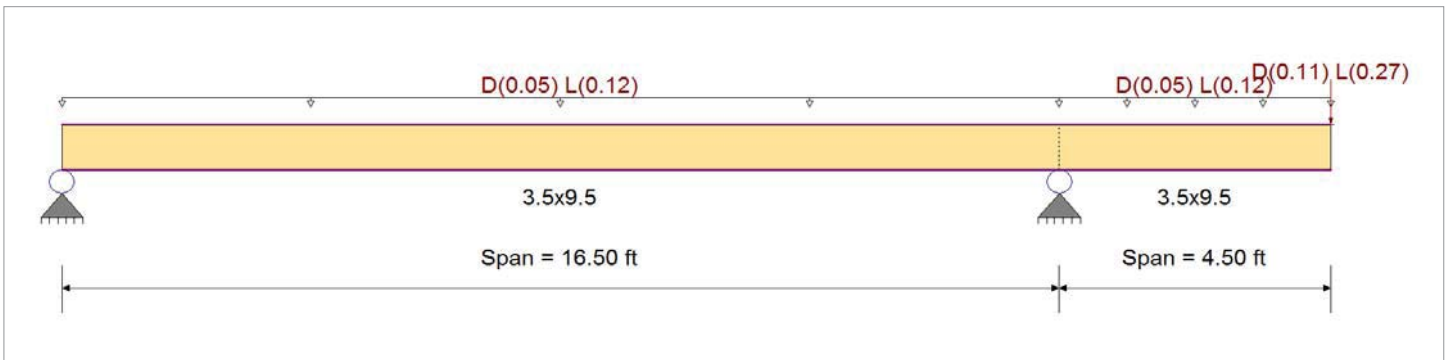 D(0.11) L(0.27)
D(0.05) L(0.12)
D(0.05) L(0.12)
3.5x9.5
3.5x9.5
Span = 16.50 ft
Span = 4.50 ft